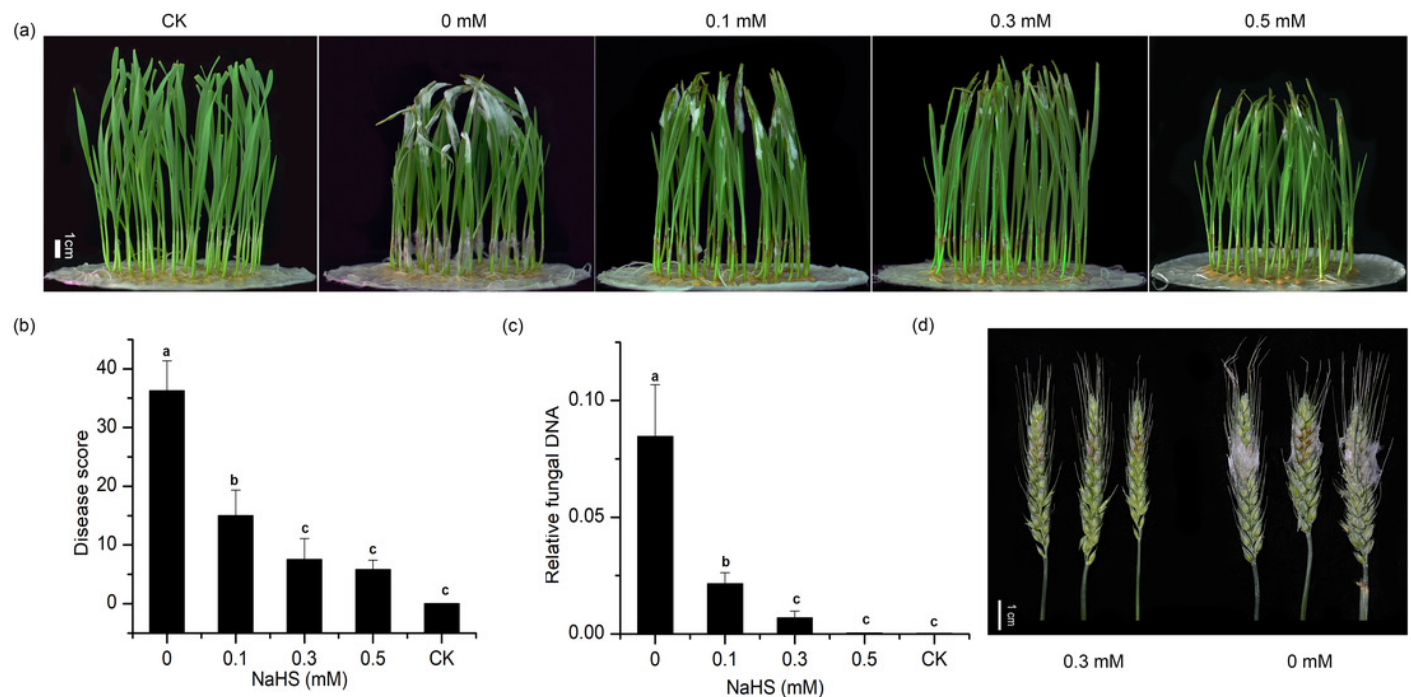 CK 0 mM 0.1 mM 0.3 mM 0.5 mM
(a)
1cm
(b)
Disease score
40
30
20
10
0
a
b
c
c
c
0 0.1 0.3 0.5 CK
NaHS (mM)
(c)
Relative fungal DNA
0.10
0.05
0.00
a
b
c
c
c
0 0.1 0.3 0.5 CK
NaHS (mM)
(d)
1 cm
0.3 mM 0 mM